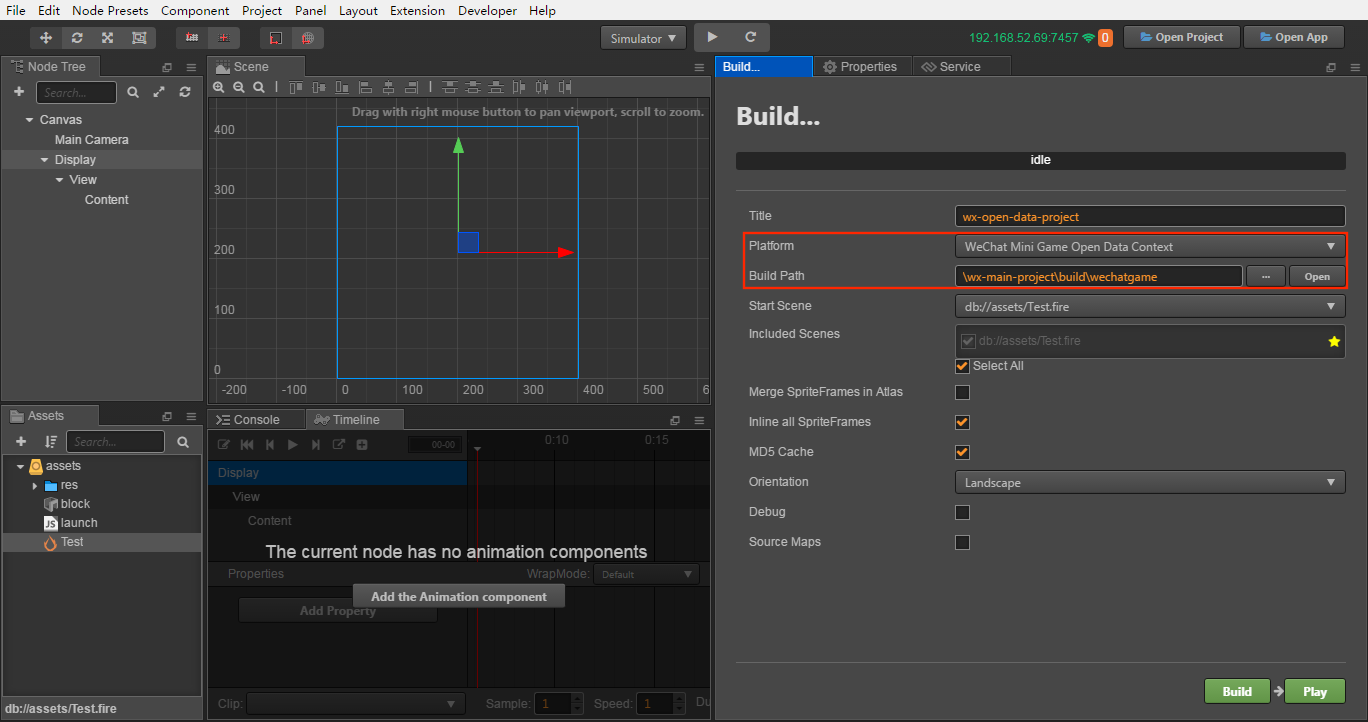 File Edit Node Presets Component Project Panel Layout Extension Developer Help
Simulator
192.168.52.69:7457
0
Open Project
Open App
Node Tree
Search...
Canvas
Main Camera
Display
View
Content
Scene
Drag with right mouse button to pan viewport, scroll to zoom.
400
300
200
100
0
-200 -100 0 100 200 300 400 500 6
Assets
Search...
assets
res
block
JS launch
Test
db://assets/Test.fire
Console
Timeline
00-00
0:10 0:15
Display
View
Content
The current node has no animation components
Properties
WrapMode: Default
Add the Animation component
Add Property
Clip:
Sample: 1
Speed: 1
Du
Build...
Properties
Service
Build...
idle
Title wx-open-data-project
Platform WeChat Mini Game Open Data Context
Build Path \wx-main-project\build\wechatgame ... Open
Start Scene db://assets/Test.fire
Included Scenes db://assets/Test.fire
Select All
Merge SpriteFrames in Atlas
Inline all SpriteFrames
MD5 Cache
Orientation Landscape
Debug
Source Maps
Build
Play